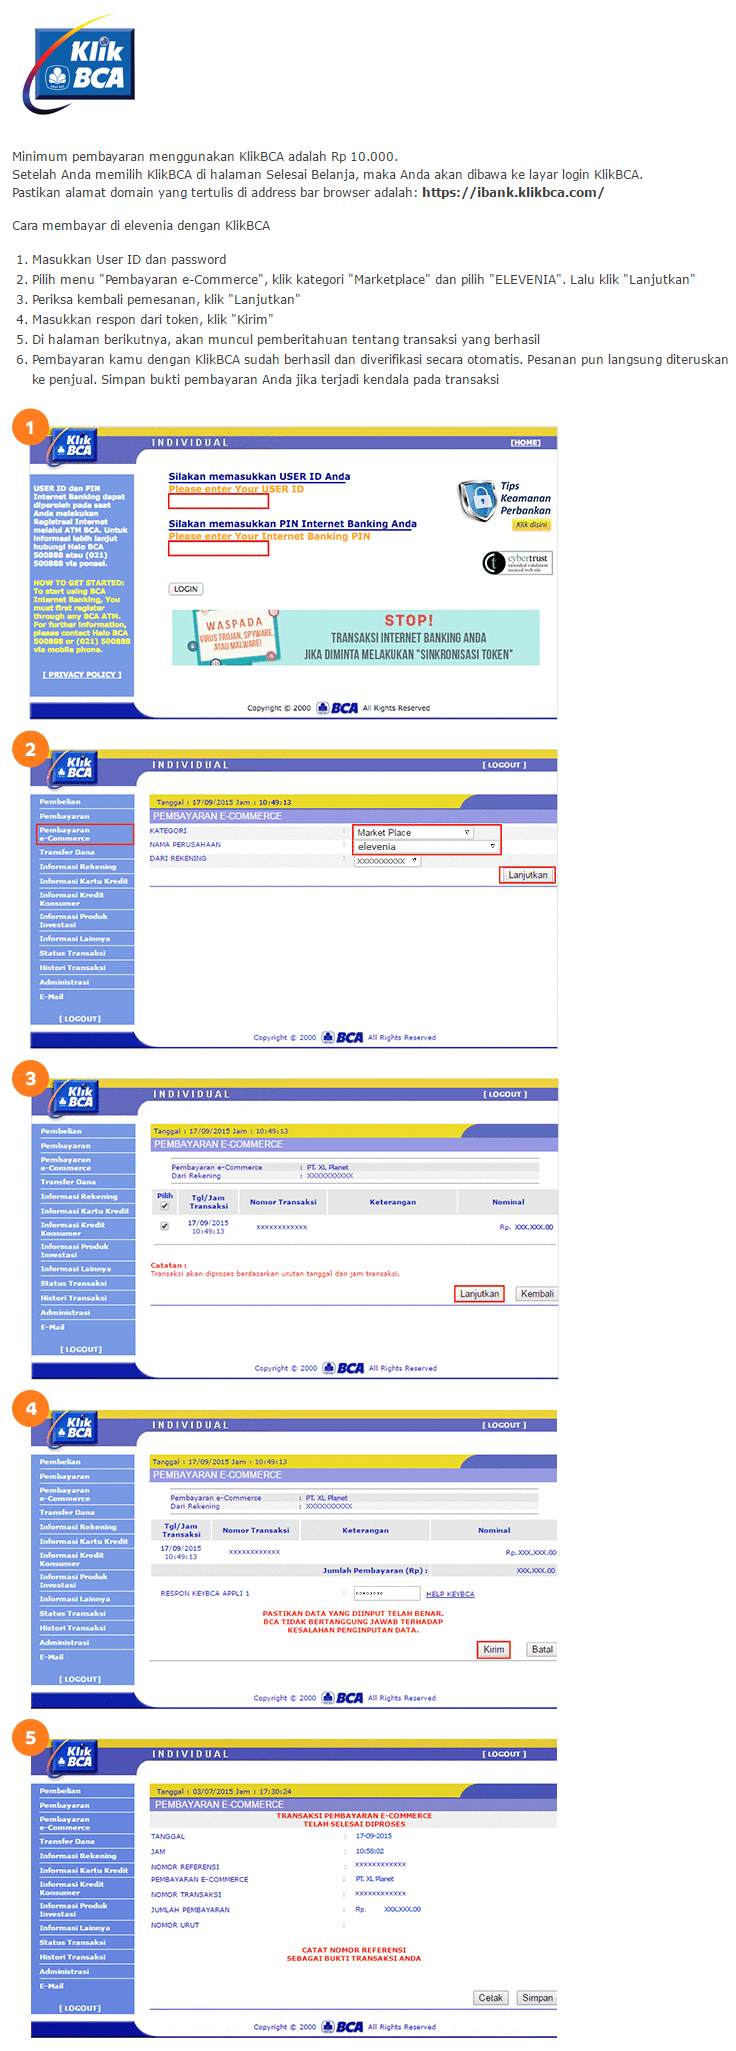 Klik
BCA
Minimum pembayaran menggunakan KlikBCA adalah Rp 10.000.
Setelah Anda memilih KlikBCA di halaman Selesai Belanja, maka Anda akan dibawa ke layar login KlikBCA.
Pastikan alamat domain yang tertulis di address bar browser adalah: https://ibank.klikbca.com/
Cara membayar di elevenia dengan KlikBCA
1. Masukkan User ID dan password
2. Pilih menu "Pembayaran e-Commerce", klik kategori "Marketplace" dan pilih "ELEVENIA". Lalu klik "Lanjutkan"
3. Periksa kembali pemesanan, klik "Lanjutkan"
4. Masukkan respon dari token, klik "Kirim"
5. Di halaman berikutnya, akan muncul pemberitahuan tentang transaksi yang berhasil
6. Pembayaran kamu dengan KlikBCA sudah berhasil dan diverifikasi secara otomatis. Pesanan pun langsung diteruskan
ke penjual. Simpan bukti pembayaran Anda jika terjadi kendala pada transaksi
1
Klik
BCA
INDIVIDUAL
[HOME]
USER ID dan PIN
Internet Banking dapat
diperoleh pada saat
Anda melakukan
Registrasi Internet
melalui ATM BCA. Untuk
informasi lebih lanjut
hubungi Halo BCA
500888 atau (021)
500888 via ponsel.
HOW TO GET STARTED:
To start using BCA
Internet Banking, You
must first register
through any BCA ATM.
For further information,
please contact Halo BCA
500888 or (021) 500888
via mobile phone.
[ PRIVACY POLICY ]
Silakan memasukkan USER ID Anda
Please enter Your USER ID
Silakan memasukkan PIN Internet Banking Anda
Please enter Your Internet Banking PIN
LOGIN
Tips
Keamanan
Perbankan
Klik disini
cybertrust
extended validation
secured web site
WASPADA
VIRUS TROJAN, SPYWARE,
ATAU MALWARE!
STOP!
TRANSAKSI INTERNET BANKING ANDA
JIKA DIMINTA MELAKUKAN "SINKRONISASI TOKEN"
Copyright © 2000 BCA All Rights Reserved
2
Klik
BCA
INDIVIDUAL
[ LOGOUT ]
Pembelian
Pembayaran
Pembayaran
e-Commerce
Transfer Dana
Informasi Rekening
Informasi Kartu Kredit
Informasi Kredit
Konsumer
Informasi Produk
Investasi
Informasi Lainnya
Status Transaksi
Histori Transaksi
Administrasi
E-Mail
[ LOGOUT]
Tanggal : 17/09/2015 Jam : 10:49:13
PEMBAYARAN E-COMMERCE
KATEGORI : Market Place
NAMA PERUSAHAAN : elevenia
DARI REKENING : XXXXXXXXXX
Lanjutkan
Copyright © 2000 BCA All Rights Reserved
3
Klik
BCA
INDIVIDUAL
[ LOGOUT ]
Pembelian
Pembayaran
Pembayaran
e-Commerce
Transfer Dana
Informasi Rekening
Informasi Kartu Kredit
Informasi Kredit
Konsumer
Informasi Produk
Investasi
Informasi Lainnya
Status Transaksi
Histori Transaksi
Administrasi
E-Mail
[ LOGOUT]
Tanggal : 17/09/2015 Jam : 10:49:13
PEMBAYARAN E-COMMERCE
Pembayaran e-Commerce : PT. XL Planet
Dari Rekening : XXXXXXXXXX
Pilih Tgl/Jam Transaksi Nomor Transaksi Keterangan Nominal
17/09/2015 10:49:13 xxxxxxxxxxxx Rp. XXX,XXX.00
Catatan :
Transaksi akan diproses berdasarkan urutan tanggal dan jam transaksi.
Lanjutkan Kembali
Copyright © 2000 BCA All Rights Reserved
4
Klik
BCA
INDIVIDUAL
[ LOGOUT ]
Pembelian
Pembayaran
Pembayaran
e-Commerce
Transfer Dana
Informasi Rekening
Informasi Kartu Kredit
Informasi Kredit
Konsumer
Informasi Produk
Investasi
Informasi Lainnya
Status Transaksi
Histori Transaksi
Administrasi
E-Mail
[ LOGOUT]
Tanggal : 17/09/2015 Jam : 10:49:13
PEMBAYARAN E-COMMERCE
Pembayaran e-Commerce : PT. XL Planet
Dari Rekening : XXXXXXXXXX
Tgl/Jam Transaksi Nomor Transaksi Keterangan Nominal
17/09/2015 10:49:13 xxxxxxxxxxxx Rp.XXX,XXX.00
Jumlah Pembayaran (Rp) : XXX,XXX.00
RESPON KEYBCA APPLI 1 : HELP KEYBCA
PASTIKAN DATA YANG DIINPUT TELAH BENAR.
BCA TIDAK BERTANGGUNG JAWAB TERHADAP
KESALAHAN PENGINPUTAN DATA.
Kirim Batal
Copyright © 2000 BCA All Rights Reserved
5
Klik
BCA
INDIVIDUAL
[ LOGOUT ]
Pembelian
Pembayaran
Pembayaran
e-Commerce
Transfer Dana
Informasi Rekening
Informasi Kartu Kredit
Informasi Kredit
Konsumer
Informasi Produk
Investasi
Informasi Lainnya
Status Transaksi
Histori Transaksi
Administrasi
E-Mail
[ LOGOUT]
Tanggal : 03/07/2015 Jam : 17:30:24
PEMBAYARAN E-COMMERCE
TRANSAKSI PEMBAYARAN E-COMMERCE
TELAH SELESAI DIPROSES
TANGGAL : 17-09-2015
JAM : 10:58:02
NOMOR REFERENSI : XXXXXXXXXXXX
PEMBAYARAN E-COMMERCE : PT. XL Planet
NOMOR TRANSAKSI : XXXXXXXXXXXX
JUMLAH PEMBAYARAN : Rp. XXX,XXX.00
NOMOR URUT :
CATAT NOMOR REFERENSI
SEBAGAI BUKTI TRANSAKSI ANDA
Cetak Simpan
Copyright © 2000 BCA All Rights Reserved